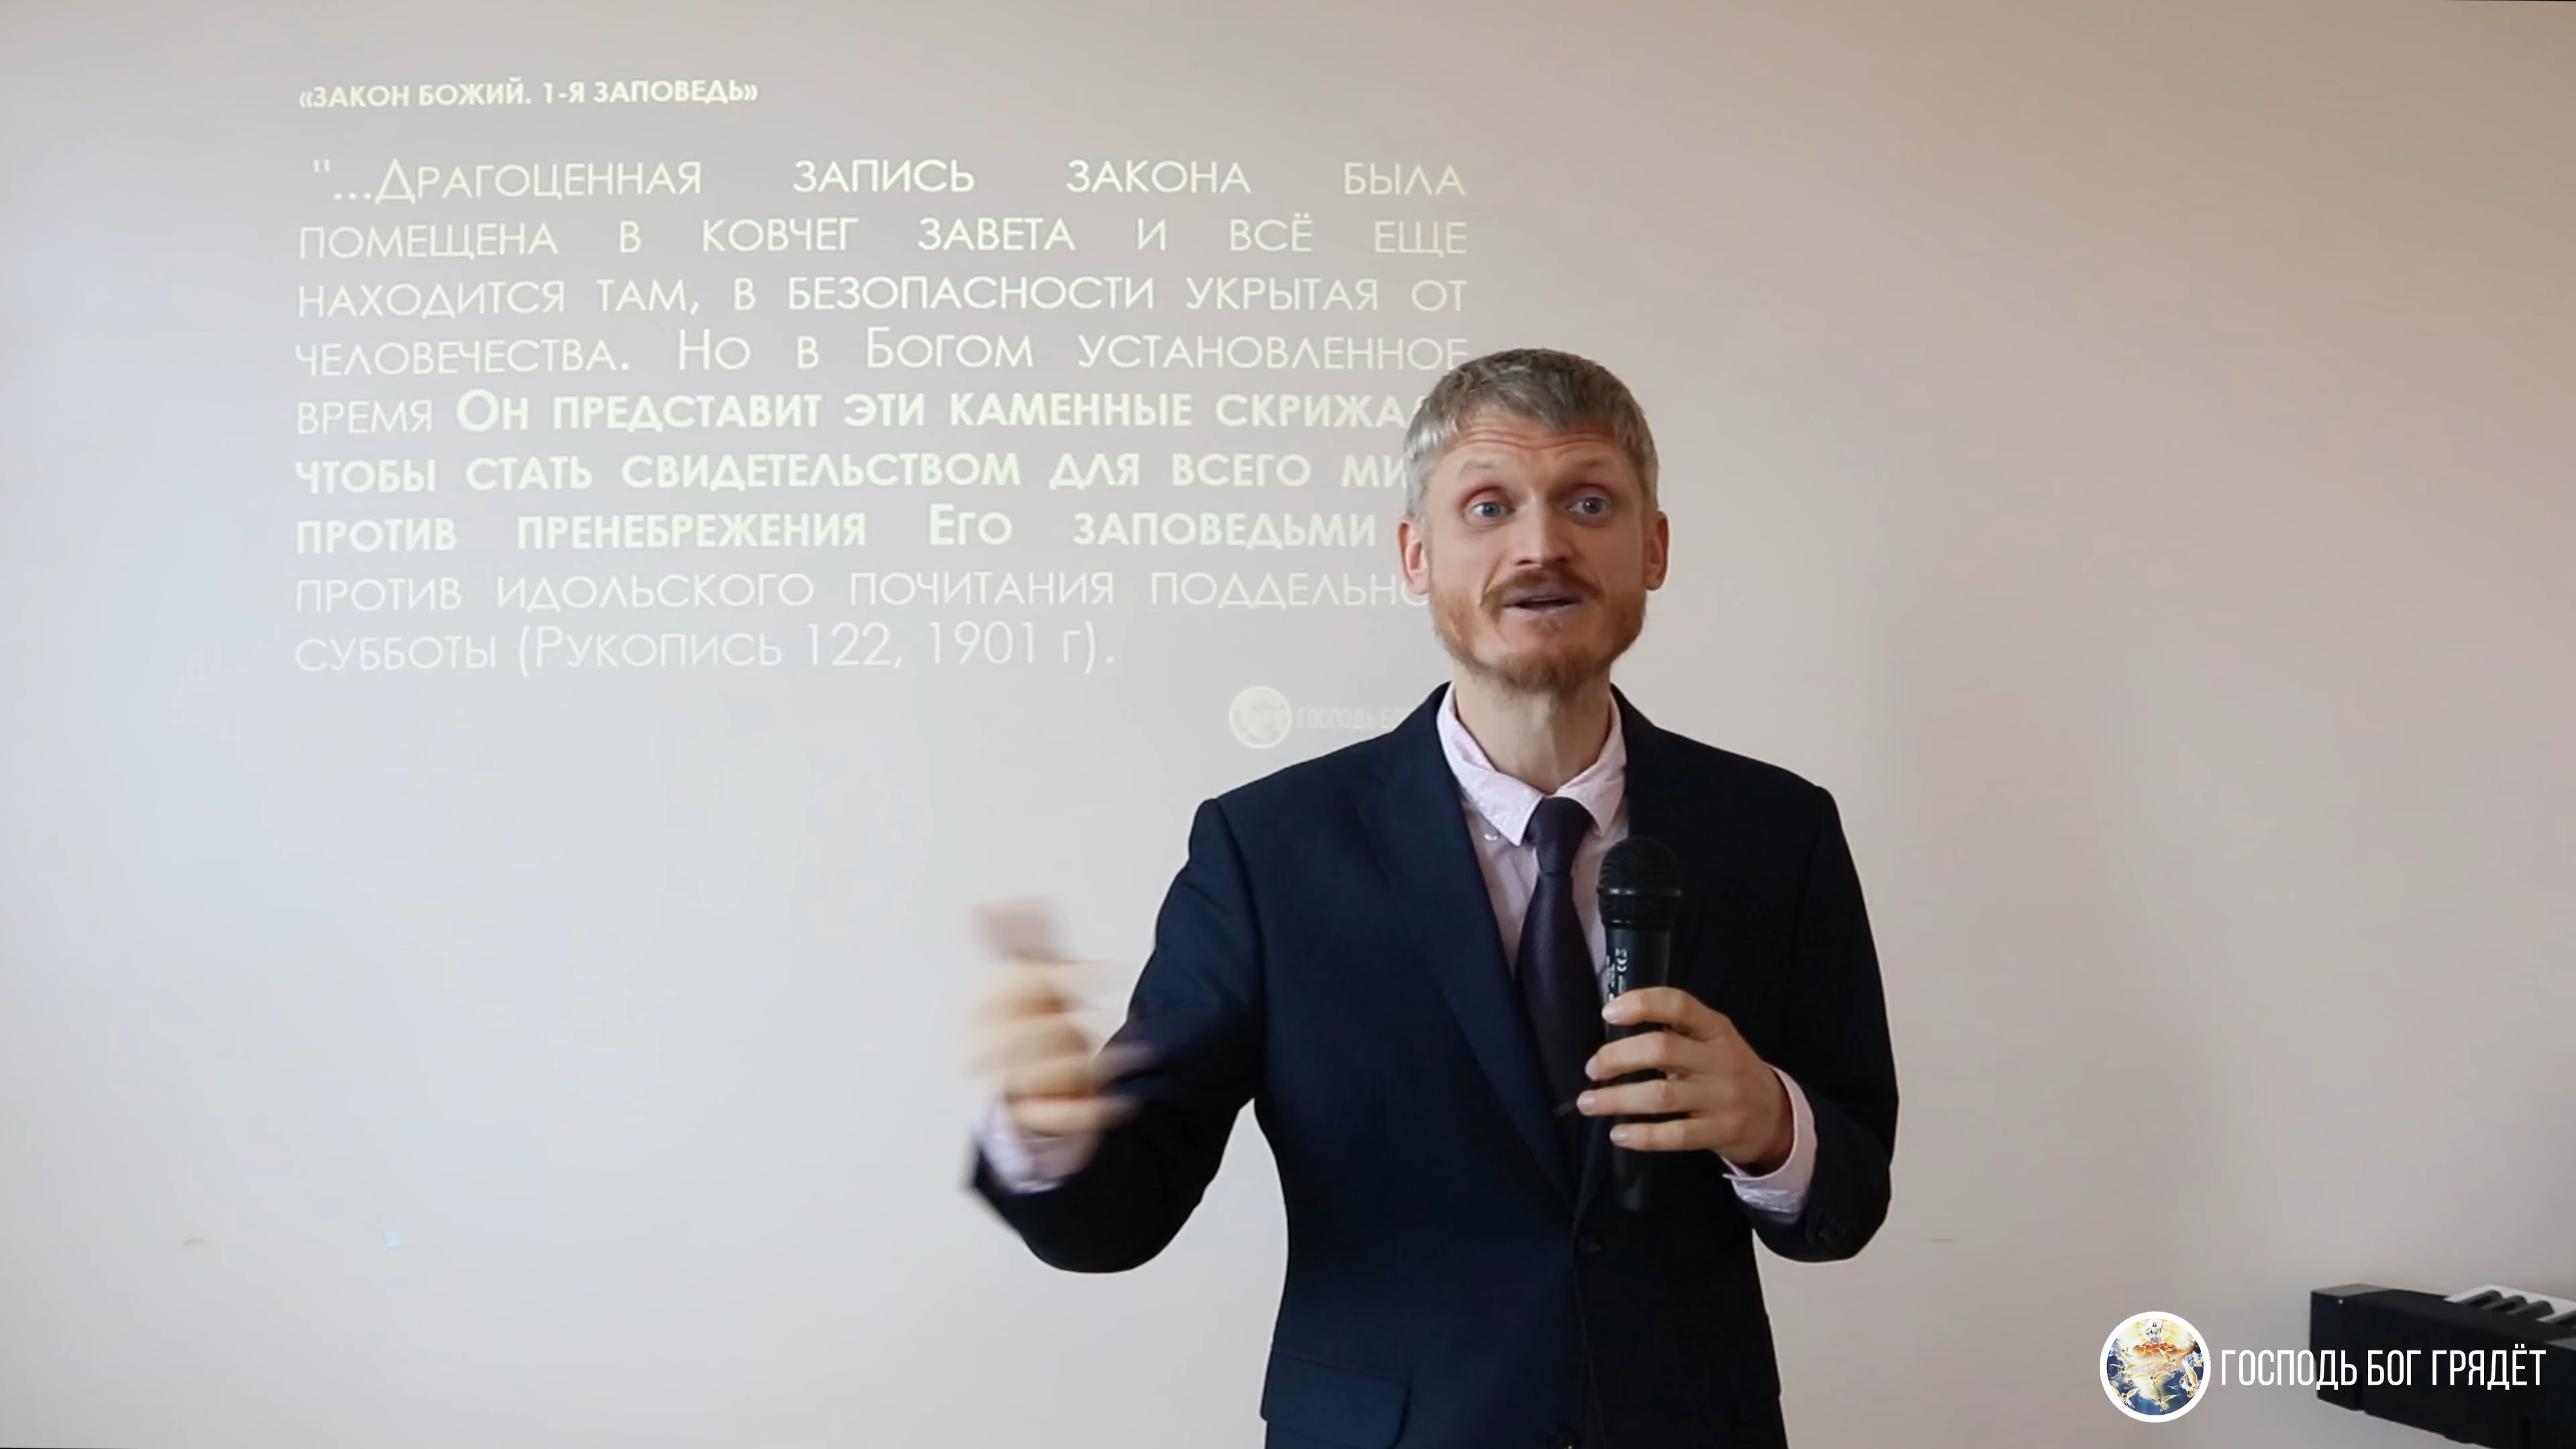 «ЗАКОН БОЖИЙ. 1-Я ЗАПОВЕДЬ»
"...ДРАГОЦЕННАЯ ЗАПИСЬ ЗАКОНА БЫЛА
ПОМЕЩЕНА В КОВЧЕГ ЗАВЕТА И ВСЁ ЕЩЕ
НАХОДИТСЯ ТАМ, В БЕЗОПАСНОСТИ УКРЫТАЯ ОТ
ЧЕЛОВЕЧЕСТВА. НО В БОГОМ УСТАНОВЛЕННОЕ
ВРЕМЯ ОН ПРЕДСТАВИТ ЭТИ КАМЕННЫЕ
ЧТОБЫ СТАТЬ СВИДЕТЕЛЬСТВОМ ДЛЯ ВСЕГО
ПРОТИВ ПРЕНЕБРЕЖЕНИЯ ЕГО ЗАПОВЕДЬМИ
ПРОТИВ ИДОЛЬСКОГО ПОЧИТАНИЯ
СУББОТЫ (РУКОПИСЬ 122, 1901 Г).
ГОСПОДЬ
ГОСПОДЬ БОГ ГРЯДЁТ